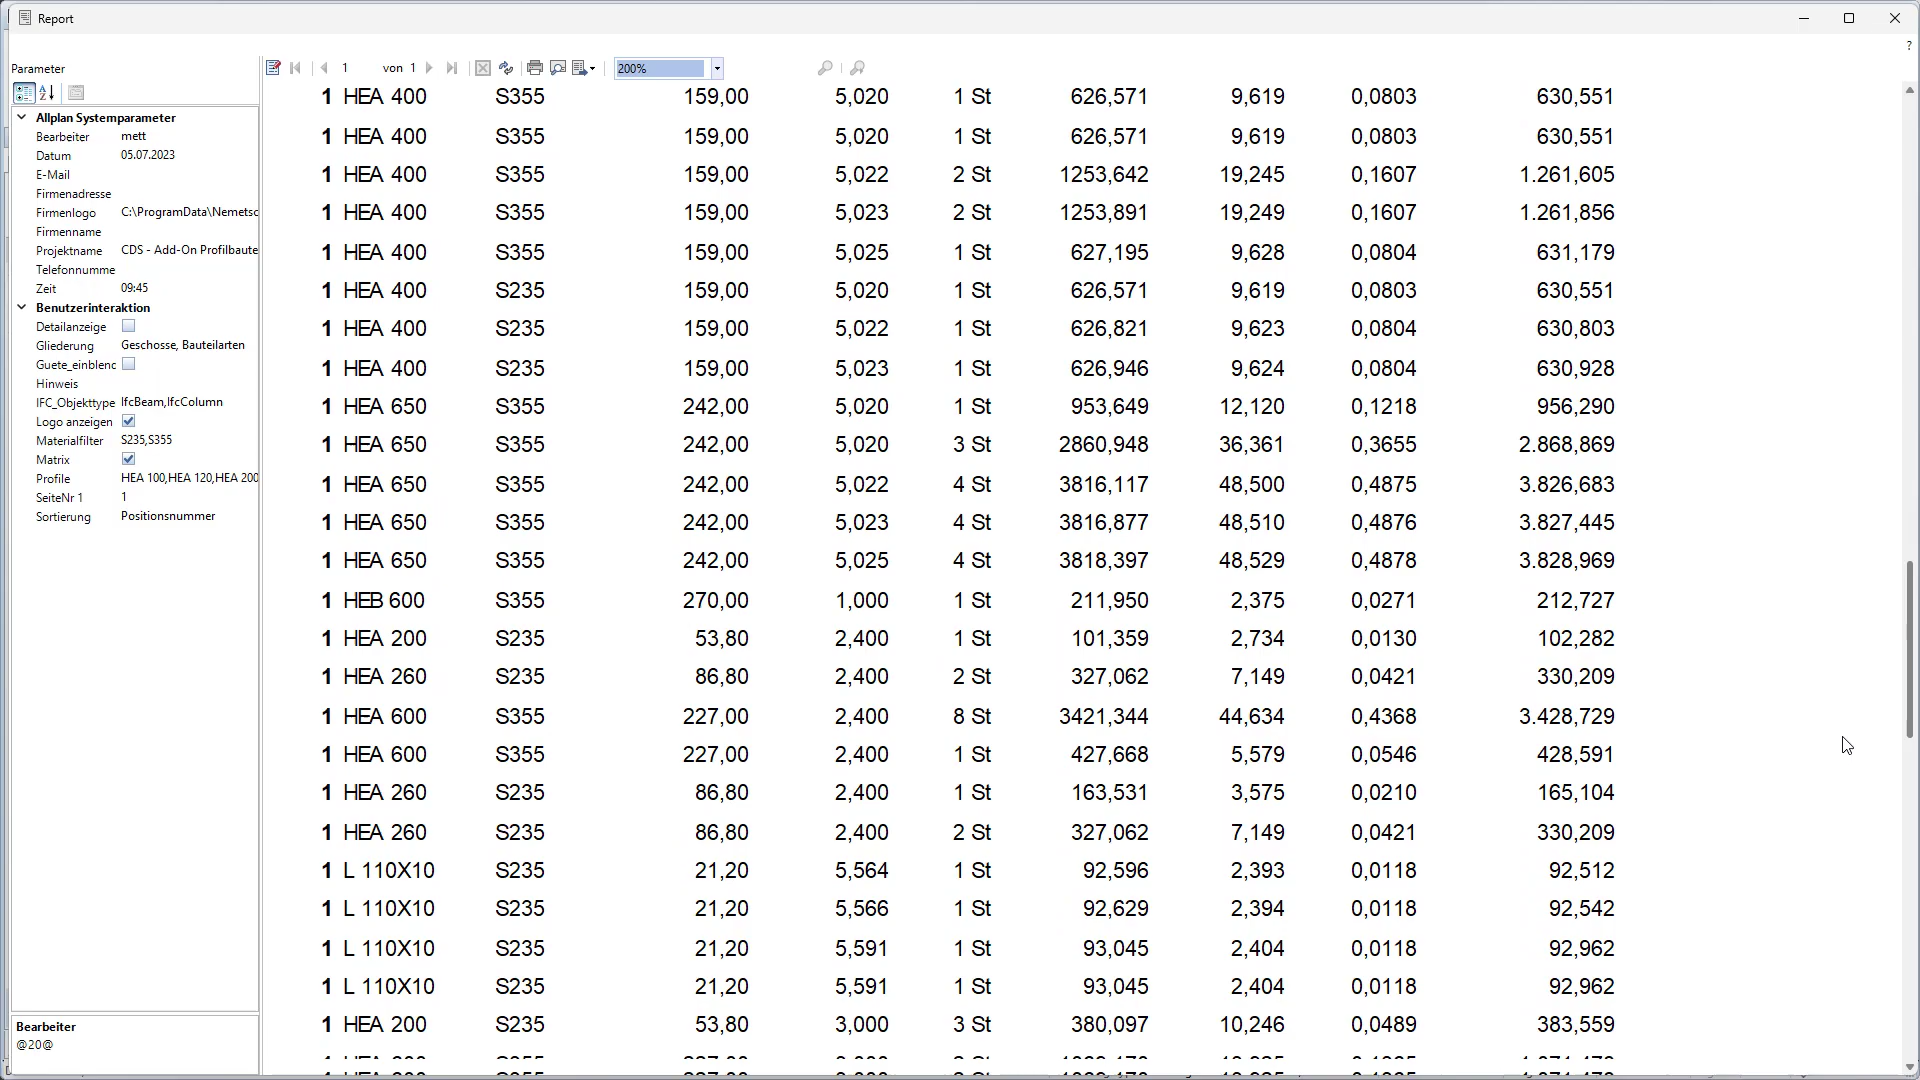 Report
?
Parameter
1 von 1 200%
Allplan Systemparameter
Bearbeiter mett
Datum 05.07.2023
E-Mail
Firmenadresse
Firmenlogo C:\ProgramData\Nemetsc
Firmenname
Projektname CDS - Add-On Profilbaute
Telefonnumme
Zeit 09:45
Benutzerinteraktion
Detailanzeige
Gliederung Geschosse, Bauteilarten
Guete_einblenc
Hinweis
IFC_Objekttype IfcBeam,IfcColumn
Logo anzeigen
Materialfilter S235,S355
Matrix
Profile HEA 100,HEA 120,HEA 200
SeiteNr 1 1
Sortierung Positionsnummer
Bearbeiter
@20@
1 HEA 400 S355 159,00 5,020 1 St 626,571 9,619 0,0803 630,551
1 HEA 400 S355 159,00 5,020 1 St 626,571 9,619 0,0803 630,551
1 HEA 400 S355 159,00 5,022 2 St 1253,642 19,245 0,1607 1.261,605
1 HEA 400 S355 159,00 5,023 2 St 1253,891 19,249 0,1607 1.261,856
1 HEA 400 S355 159,00 5,025 1 St 627,195 9,628 0,0804 631,179
1 HEA 400 S235 159,00 5,020 1 St 626,571 9,619 0,0803 630,551
1 HEA 400 S235 159,00 5,022 1 St 626,821 9,623 0,0804 630,803
1 HEA 400 S235 159,00 5,023 1 St 626,946 9,624 0,0804 630,928
1 HEA 650 S355 242,00 5,020 1 St 953,649 12,120 0,1218 956,290
1 HEA 650 S355 242,00 5,020 3 St 2860,948 36,361 0,3655 2.868,869
1 HEA 650 S355 242,00 5,022 4 St 3816,117 48,500 0,4875 3.826,683
1 HEA 650 S355 242,00 5,023 4 St 3816,877 48,510 0,4876 3.827,445
1 HEA 650 S355 242,00 5,025 4 St 3818,397 48,529 0,4878 3.828,969
1 HEB 600 S355 270,00 1,000 1 St 211,950 2,375 0,0271 212,727
1 HEA 200 S235 53,80 2,400 1 St 101,359 2,734 0,0130 102,282
1 HEA 260 S235 86,80 2,400 2 St 327,062 7,149 0,0421 330,209
1 HEA 600 S355 227,00 2,400 8 St 3421,344 44,634 0,4368 3.428,729
1 HEA 600 S355 227,00 2,400 1 St 427,668 5,579 0,0546 428,591
1 HEA 260 S235 86,80 2,400 1 St 163,531 3,575 0,0210 165,104
1 HEA 260 S235 86,80 2,400 2 St 327,062 7,149 0,0421 330,209
1 L 110X10 S235 21,20 5,564 1 St 92,596 2,393 0,0118 92,512
1 L 110X10 S235 21,20 5,566 1 St 92,629 2,394 0,0118 92,542
1 L 110X10 S235 21,20 5,591 1 St 93,045 2,404 0,0118 92,962
1 L 110X10 S235 21,20 5,591 1 St 93,045 2,404 0,0118 92,962
1 HEA 200 S235 53,80 3,000 3 St 380,097 10,246 0,0489 383,559